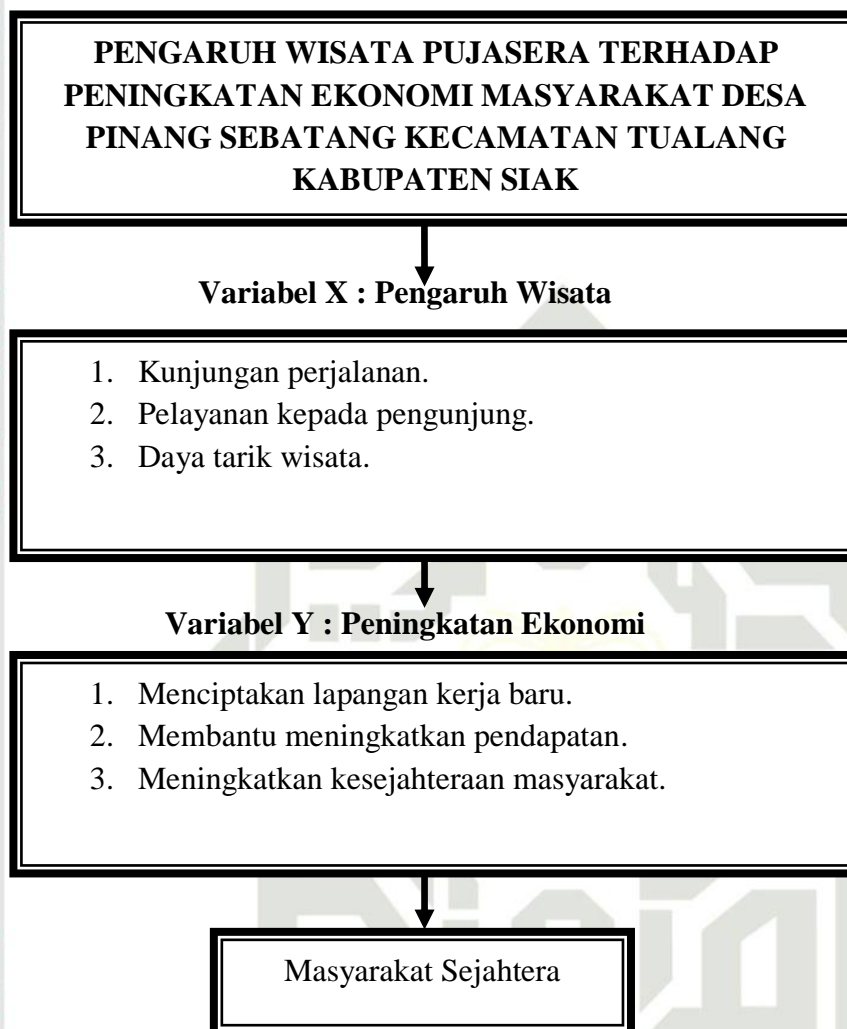 PENGARUH WISATA PUJASERA TERHADAP
PENINGKATAN EKONOMI MASYARAKAT DESA
PINANG SEBATANG KECAMATAN TUALANG
KABUPATEN SIAK
Variabel X : Pengaruh Wisata
1. Kunjungan perjalanan.
2. Pelayanan kepada pengunjung.
3. Daya tarik wisata.
Variabel Y : Peningkatan Ekonomi
1. Menciptakan lapangan kerja baru.
2. Membantu meningkatkan pendapatan.
3. Meningkatkan kesejahteraan masyarakat.
Masyarakat Sejahtera